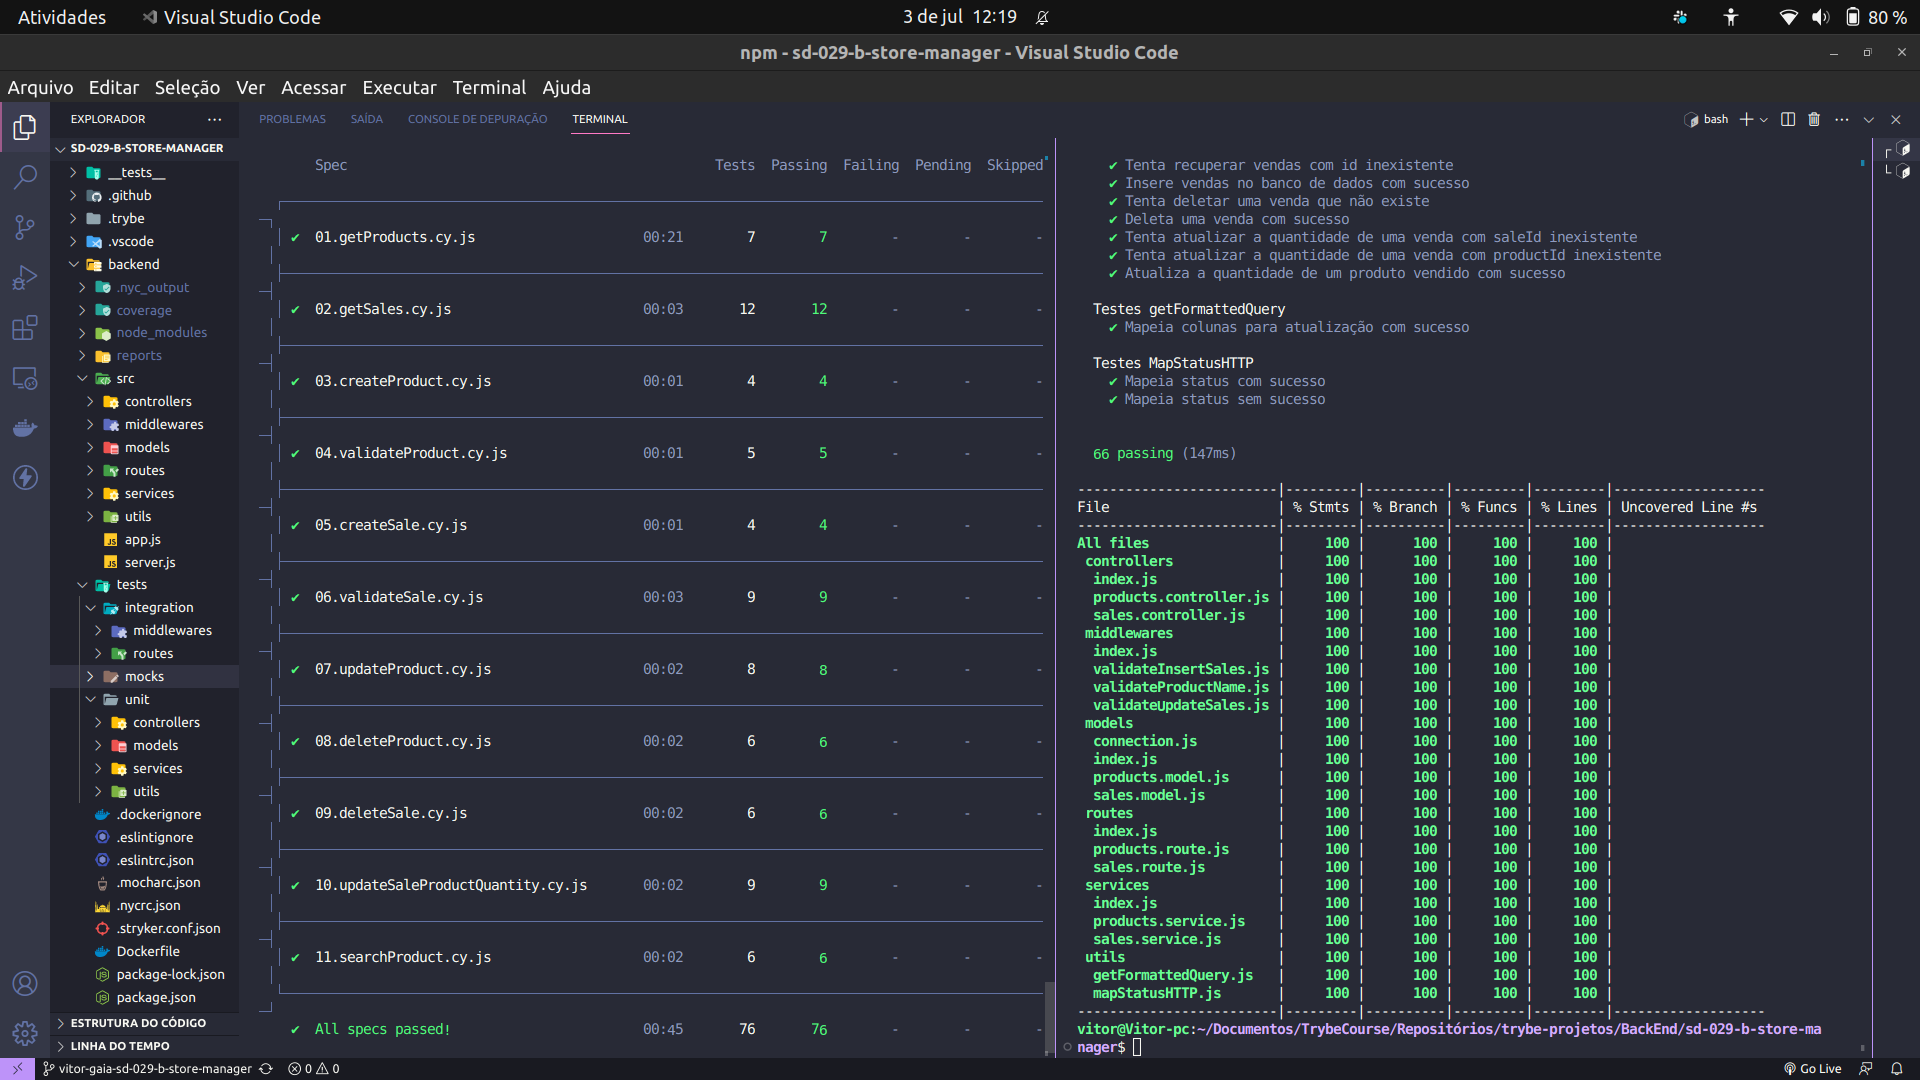 Atividades
Visual Studio Code
3 de jul 12:19
80 %
npm - sd-029-b-store-manager - Visual Studio Code
Arquivo Editar Seleção Ver Acessar Executar Terminal Ajuda
EXPLORADOR
SD-029-B-STORE-MANAGER
__tests__
.github
.trybe
.vscode
backend
.nyc_output
coverage
node_modules
reports
src
controllers
middlewares
models
routes
services
utils
app.js
server.js
tests
integration
middlewares
routes
mocks
unit
controllers
models
services
utils
.dockerignore
.eslintignore
.eslintrc.json
.mocharc.json
.nycrc.json
.stryker.conf.json
Dockerfile
package-lock.json
package.json
ESTRUTURA DO CÓDIGO
LINHA DO TEMPO
PROBLEMAS SAÍDA CONSOLE DE DEPURAÇÃO TERMINAL
bash
Spec Tests Passing Failing Pending Skipped
✔ 01.getProducts.cy.js 00:21 7 7 - - -
✔ 02.getSales.cy.js 00:03 12 12 - - -
✔ 03.createProduct.cy.js 00:01 4 4 - - -
✔ 04.validateProduct.cy.js 00:01 5 5 - - -
✔ 05.createSale.cy.js 00:01 4 4 - - -
✔ 06.validateSale.cy.js 00:03 9 9 - - -
✔ 07.updateProduct.cy.js 00:02 8 8 - - -
✔ 08.deleteProduct.cy.js 00:02 6 6 - - -
✔ 09.deleteSale.cy.js 00:02 6 6 - - -
✔ 10.updateSaleProductQuantity.cy.js 00:02 9 9 - - -
✔ 11.searchProduct.cy.js 00:02 6 6 - - -
✔ All specs passed! 00:45 76 76 - - -
✔ Tenta recuperar vendas com id inexistente
✔ Insere vendas no banco de dados com sucesso
✔ Tenta deletar uma venda que não existe
✔ Deleta uma venda com sucesso
✔ Tenta atualizar a quantidade de uma venda com saleId inexistente
✔ Tenta atualizar a quantidade de uma venda com productId inexistente
✔ Atualiza a quantidade de um produto vendido com sucesso
Testes getFormattedQuery
✔ Mapeia colunas para atualização com sucesso
Testes MapStatusHTTP
✔ Mapeia status com sucesso
✔ Mapeia status sem sucesso
66 passing (147ms)
-------------------------|---------|----------|---------|---------|-------------------
File | % Stmts | % Branch | % Funcs | % Lines | Uncovered Line #s
-------------------------|---------|----------|---------|---------|-------------------
All files | 100 | 100 | 100 | 100 |
controllers | 100 | 100 | 100 | 100 |
index.js | 100 | 100 | 100 | 100 |
products.controller.js | 100 | 100 | 100 | 100 |
sales.controller.js | 100 | 100 | 100 | 100 |
middlewares | 100 | 100 | 100 | 100 |
index.js | 100 | 100 | 100 | 100 |
validateInsertSales.js | 100 | 100 | 100 | 100 |
validateProductName.js | 100 | 100 | 100 | 100 |
validateUpdateSales.js | 100 | 100 | 100 | 100 |
models | 100 | 100 | 100 | 100 |
connection.js | 100 | 100 | 100 | 100 |
index.js | 100 | 100 | 100 | 100 |
products.model.js | 100 | 100 | 100 | 100 |
sales.model.js | 100 | 100 | 100 | 100 |
routes | 100 | 100 | 100 | 100 |
index.js | 100 | 100 | 100 | 100 |
products.route.js | 100 | 100 | 100 | 100 |
sales.route.js | 100 | 100 | 100 | 100 |
services | 100 | 100 | 100 | 100 |
index.js | 100 | 100 | 100 | 100 |
products.service.js | 100 | 100 | 100 | 100 |
sales.service.js | 100 | 100 | 100 | 100 |
utils | 100 | 100 | 100 | 100 |
getFormattedQuery.js | 100 | 100 | 100 | 100 |
mapStatusHTTP.js | 100 | 100 | 100 | 100 |
-------------------------|---------|----------|---------|---------|-------------------
vitor@Vitor-pc:~/Documentos/TrybeCourse/Repositórios/trybe-projetos/BackEnd/sd-029-b-store-ma
nager$
vitor-gaia-sd-029-b-store-manager 0 0
Go Live